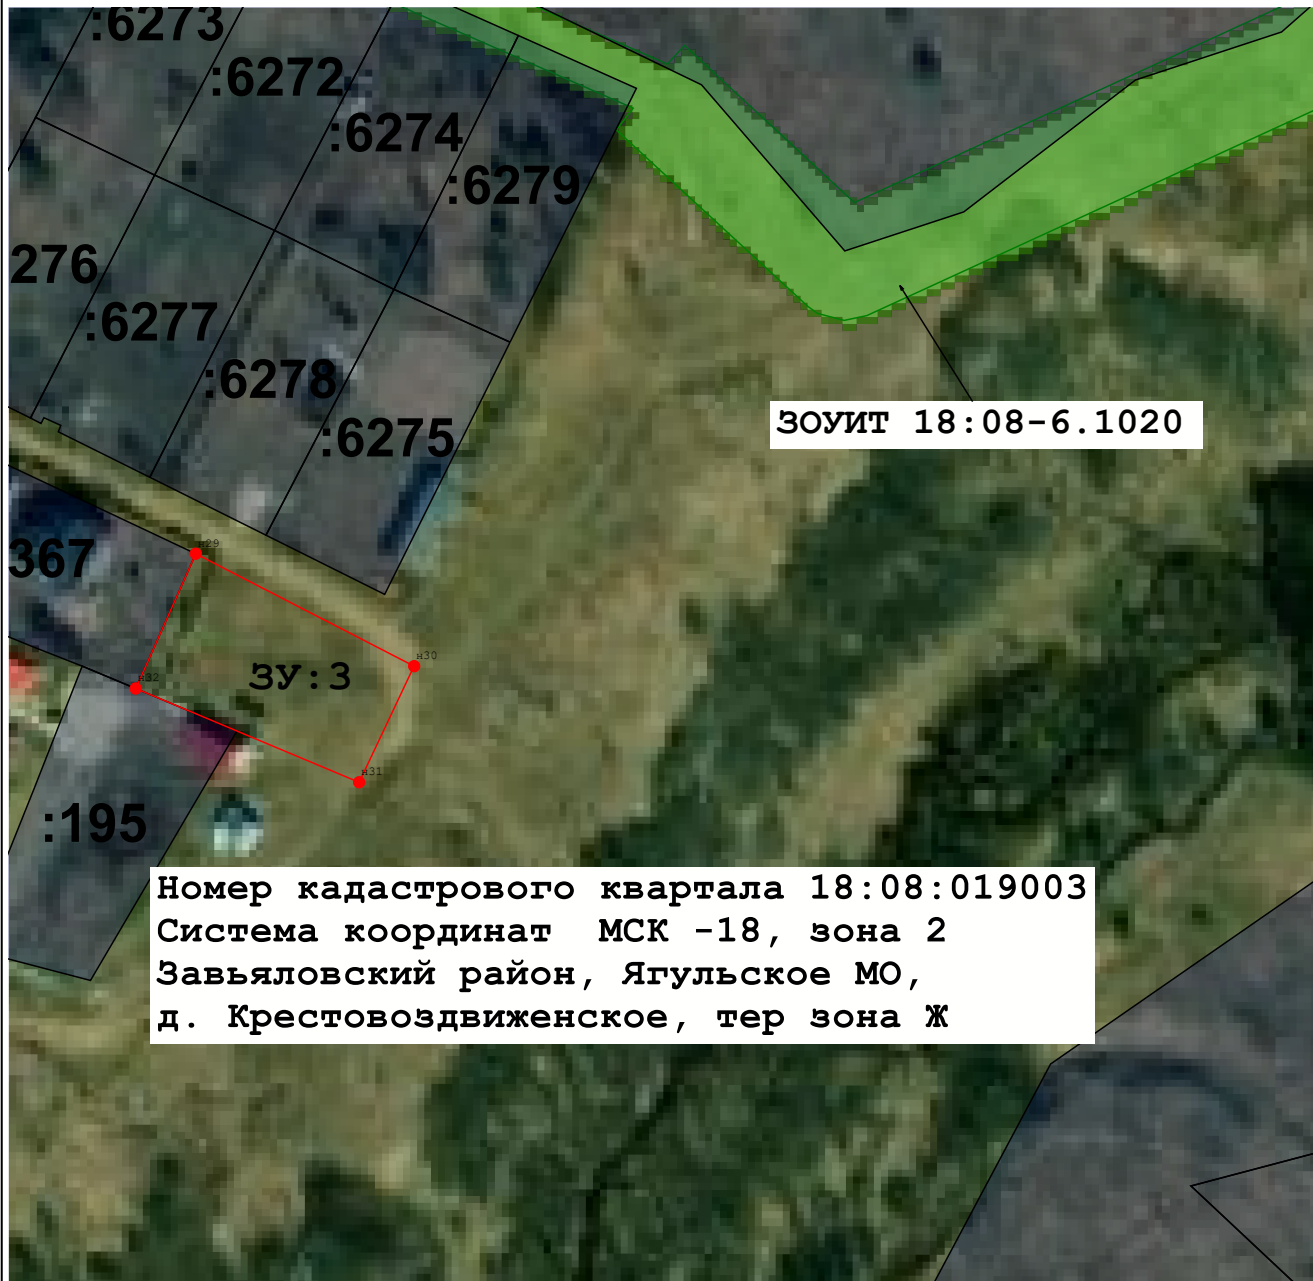 :6273
:6272
:6274
:6279
276
:6277
:6278
:6275
ЗОУИТ 18:08-6.1020
367
н29
н30
ЗУ:3
н32
н31
:195
Номер кадастрового квартала 18:08:019003
Система координат МСК -18, зона 2
Завьяловский район, Ягульское МО,
д. Крестовоздвиженское, тер зона Ж